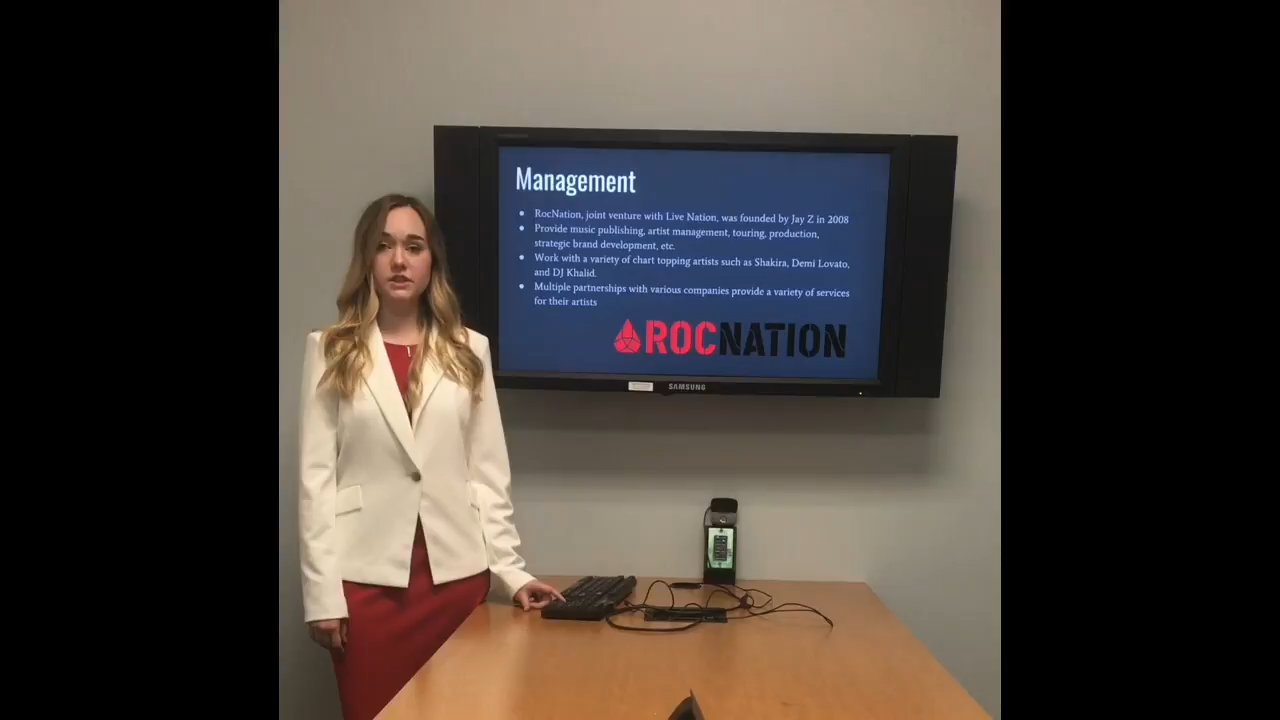 Management
● RocNation, joint venture with Live Nation, was founded by Jay Z in 2008
● Provide music publishing, artist management, touring, production,
strategic brand development, etc.
● Work with a variety of chart topping artists such as Shakira, Demi Lovato,
and DJ Khalid.
● Multiple partnerships with various companies provide a variety of services
for their artists
ROCNATION
SAMSUNG